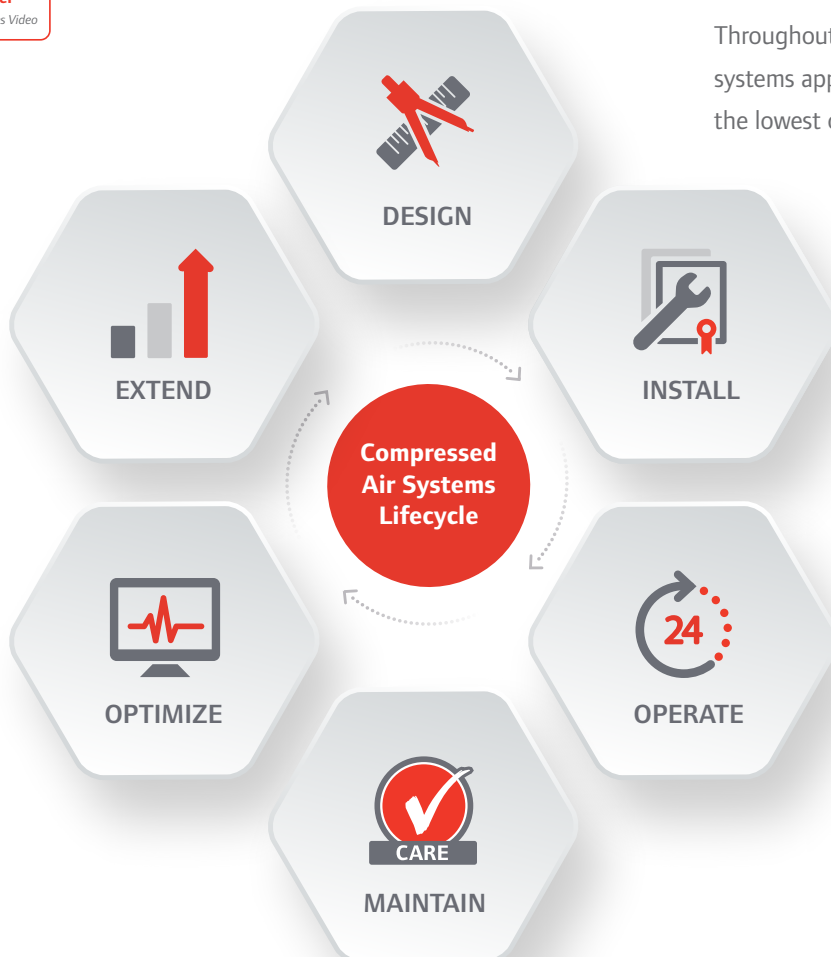 s Video
Throughout
systems app
the lowest
DESIGN
EXTEND
INSTALL
Compressed
Air Systems
Lifecycle
24
OPTIMIZE
OPERATE
CARE
MAINTAIN